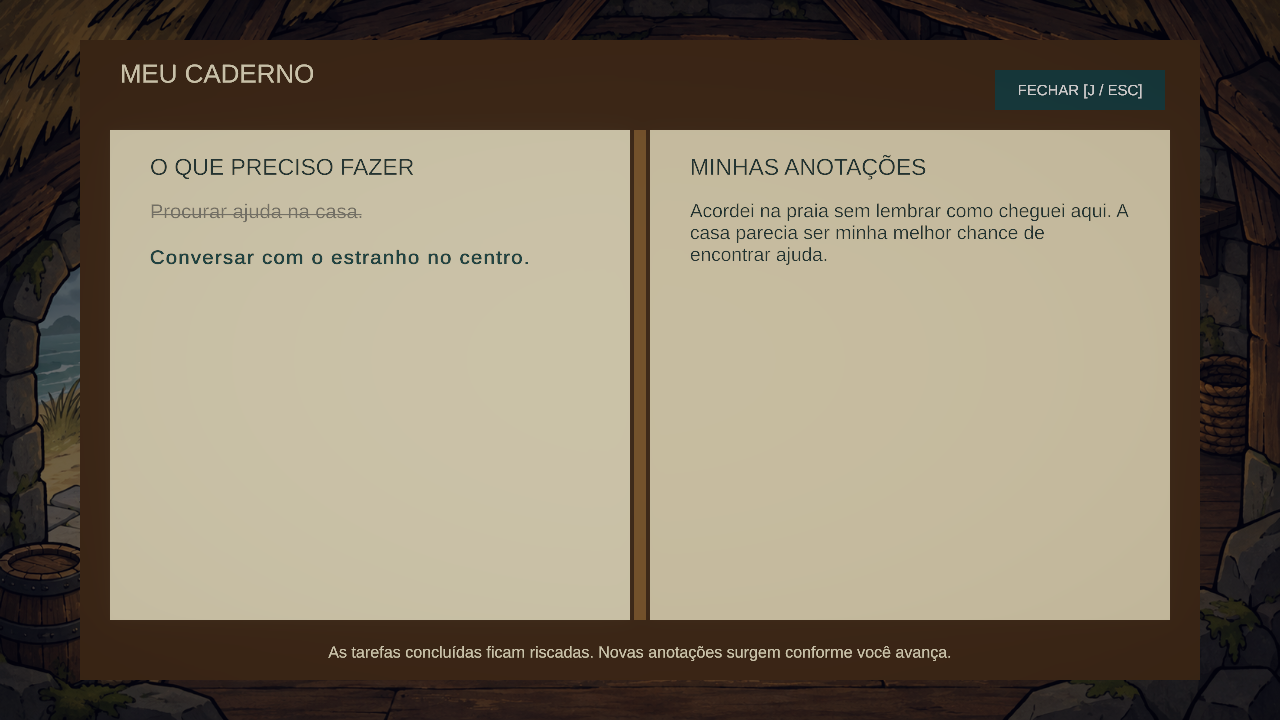 MEU CADERNO
FECHAR [J / ESC]
O QUE PRECISO FAZER
Procurar ajuda na casa.
Conversar com o estranho no centro.
MINHAS ANOTAÇÕES
Acordei na praia sem lembrar como cheguei aqui. A
casa parecia ser minha melhor chance de
encontrar ajuda.
As tarefas concluídas ficam riscadas. Novas anotações surgem conforme você avança.